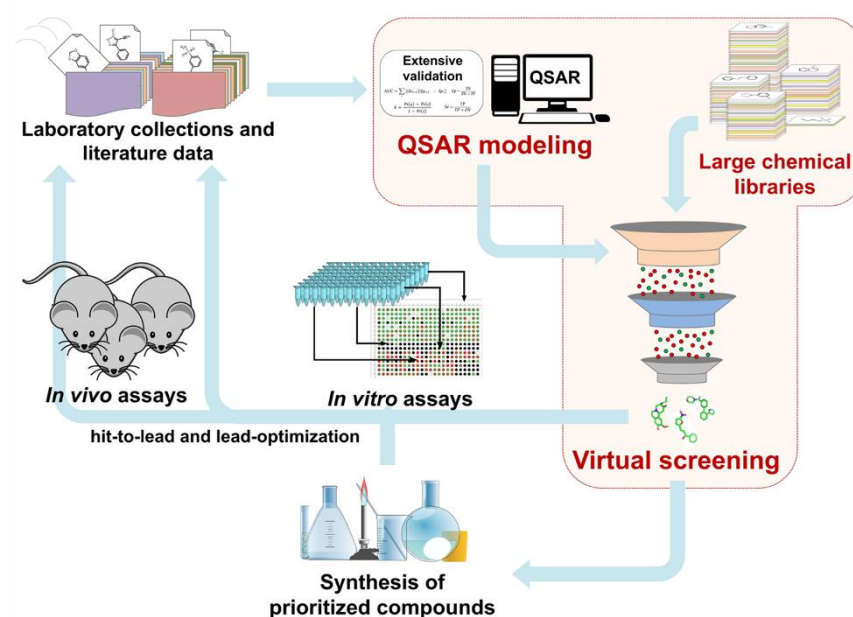 Extensive
validation
QSAR
Laboratory collections and
literature data
QSAR modeling
Large chemical
libraries
In vivo assays
In vitro assays
hit-to-lead and lead-optimization
Virtual screening
Synthesis of
prioritized compounds